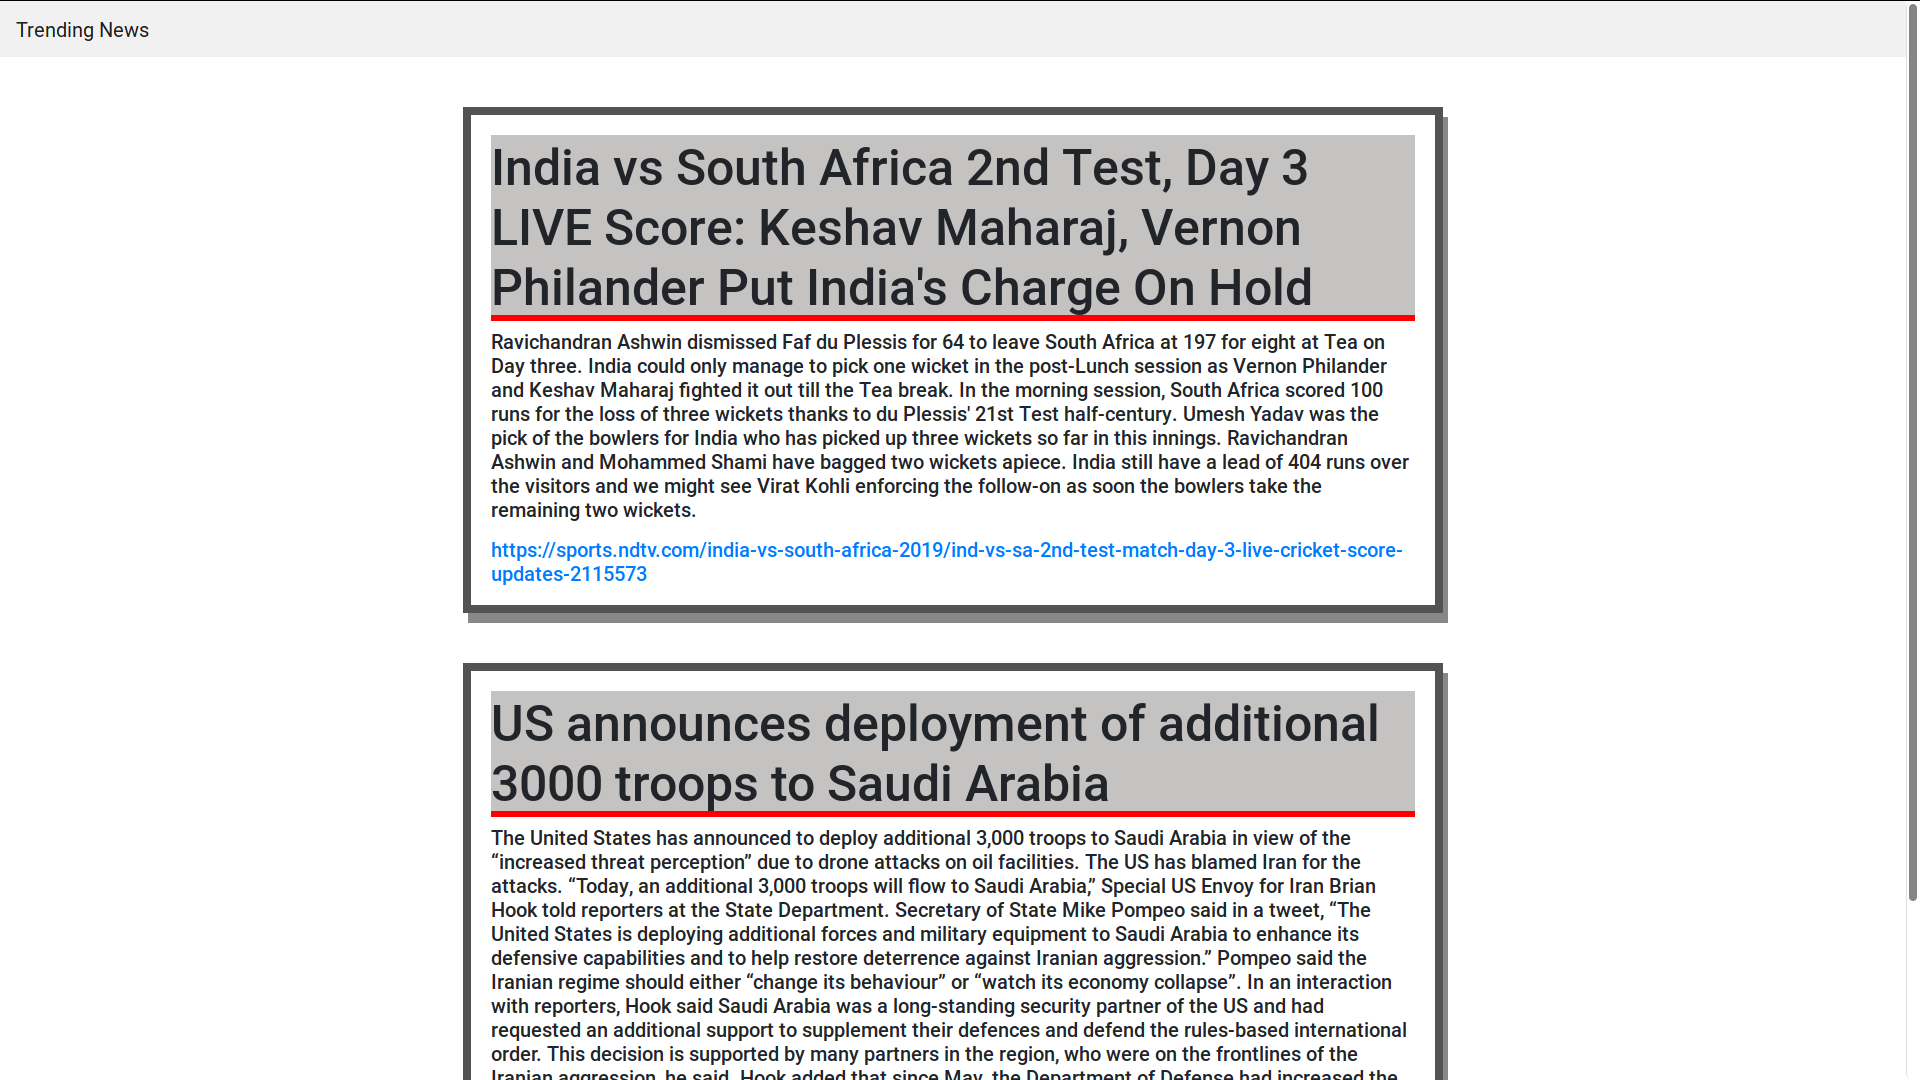 Trending News
India vs South Africa 2nd Test, Day 3
LIVE Score: Keshav Maharaj, Vernon
Philander Put India's Charge On Hold
Ravichandran Ashwin dismissed Faf du Plessis for 64 to leave South Africa at 197 for eight at Tea on
Day three. India could only manage to pick one wicket in the post-Lunch session as Vernon Philander
and Keshav Maharaj fighted it out till the Tea break. In the morning session, South Africa scored 100
runs for the loss of three wickets thanks to du Plessis' 21st Test half-century. Umesh Yadav was the
pick of the bowlers for India who has picked up three wickets so far in this innings. Ravichandran
Ashwin and Mohammed Shami have bagged two wickets apiece. India still have a lead of 404 runs over
the visitors and we might see Virat Kohli enforcing the follow-on as soon the bowlers take the
remaining two wickets.
https://sports.ndtv.com/india-vs-south-africa-2019/ind-vs-sa-2nd-test-match-day-3-live-cricket-score-
updates-2115573
US announces deployment of additional
3000 troops to Saudi Arabia
The United States has announced to deploy additional 3,000 troops to Saudi Arabia in view of the
“increased threat perception” due to drone attacks on oil facilities. The US has blamed Iran for the
attacks. “Today, an additional 3,000 troops will flow to Saudi Arabia,” Special US Envoy for Iran Brian
Hook told reporters at the State Department. Secretary of State Mike Pompeo said in a tweet, “The
United States is deploying additional forces and military equipment to Saudi Arabia to enhance its
defensive capabilities and to help restore deterrence against Iranian aggression.” Pompeo said the
Iranian regime should either “change its behaviour” or “watch its economy collapse”. In an interaction
with reporters, Hook said Saudi Arabia was a long-standing security partner of the US and had
requested an additional support to supplement their defences and defend the rules-based international
order. This decision is supported by many partners in the region, who were on the frontlines of the
Iranian aggression, he said. Hook added that since May, the Department of Defense had increased the